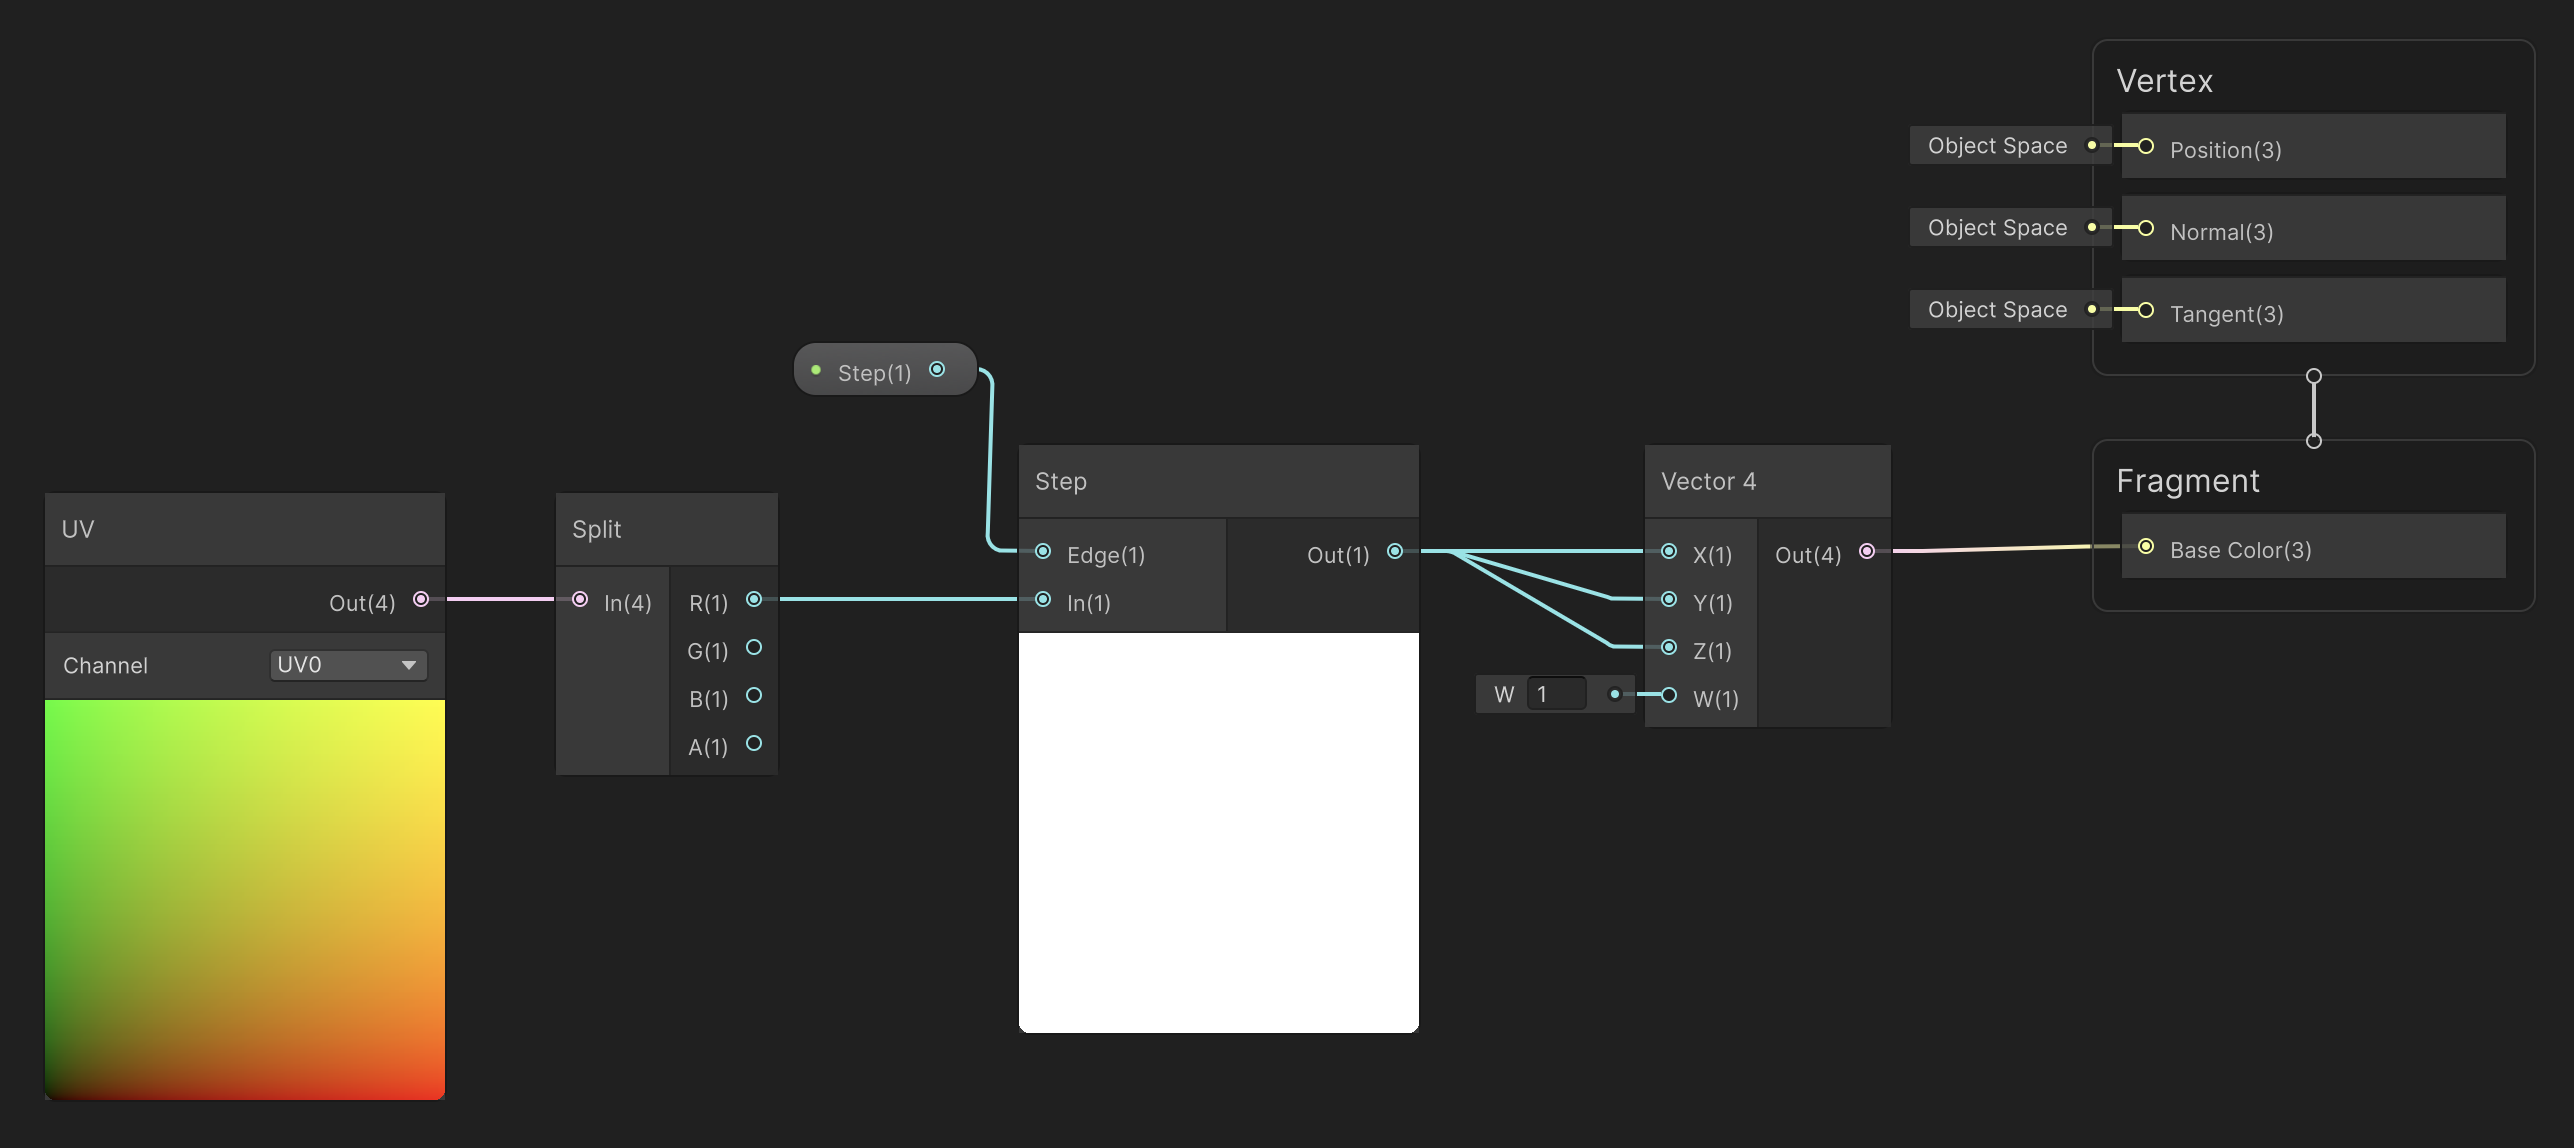 Vertex
Object Space
Position(3)
Object Space
Normal(3)
Object Space
Tangent(3)
Step(1)
UV
Out(4)
Channel
UV0
Split
In(4)
R(1)
G(1)
B(1)
A(1)
Step
Edge(1)
Out(1)
In(1)
Vector 4
X(1)
Out(4)
Y(1)
Z(1)
W 1
W(1)
Fragment
Base Color(3)